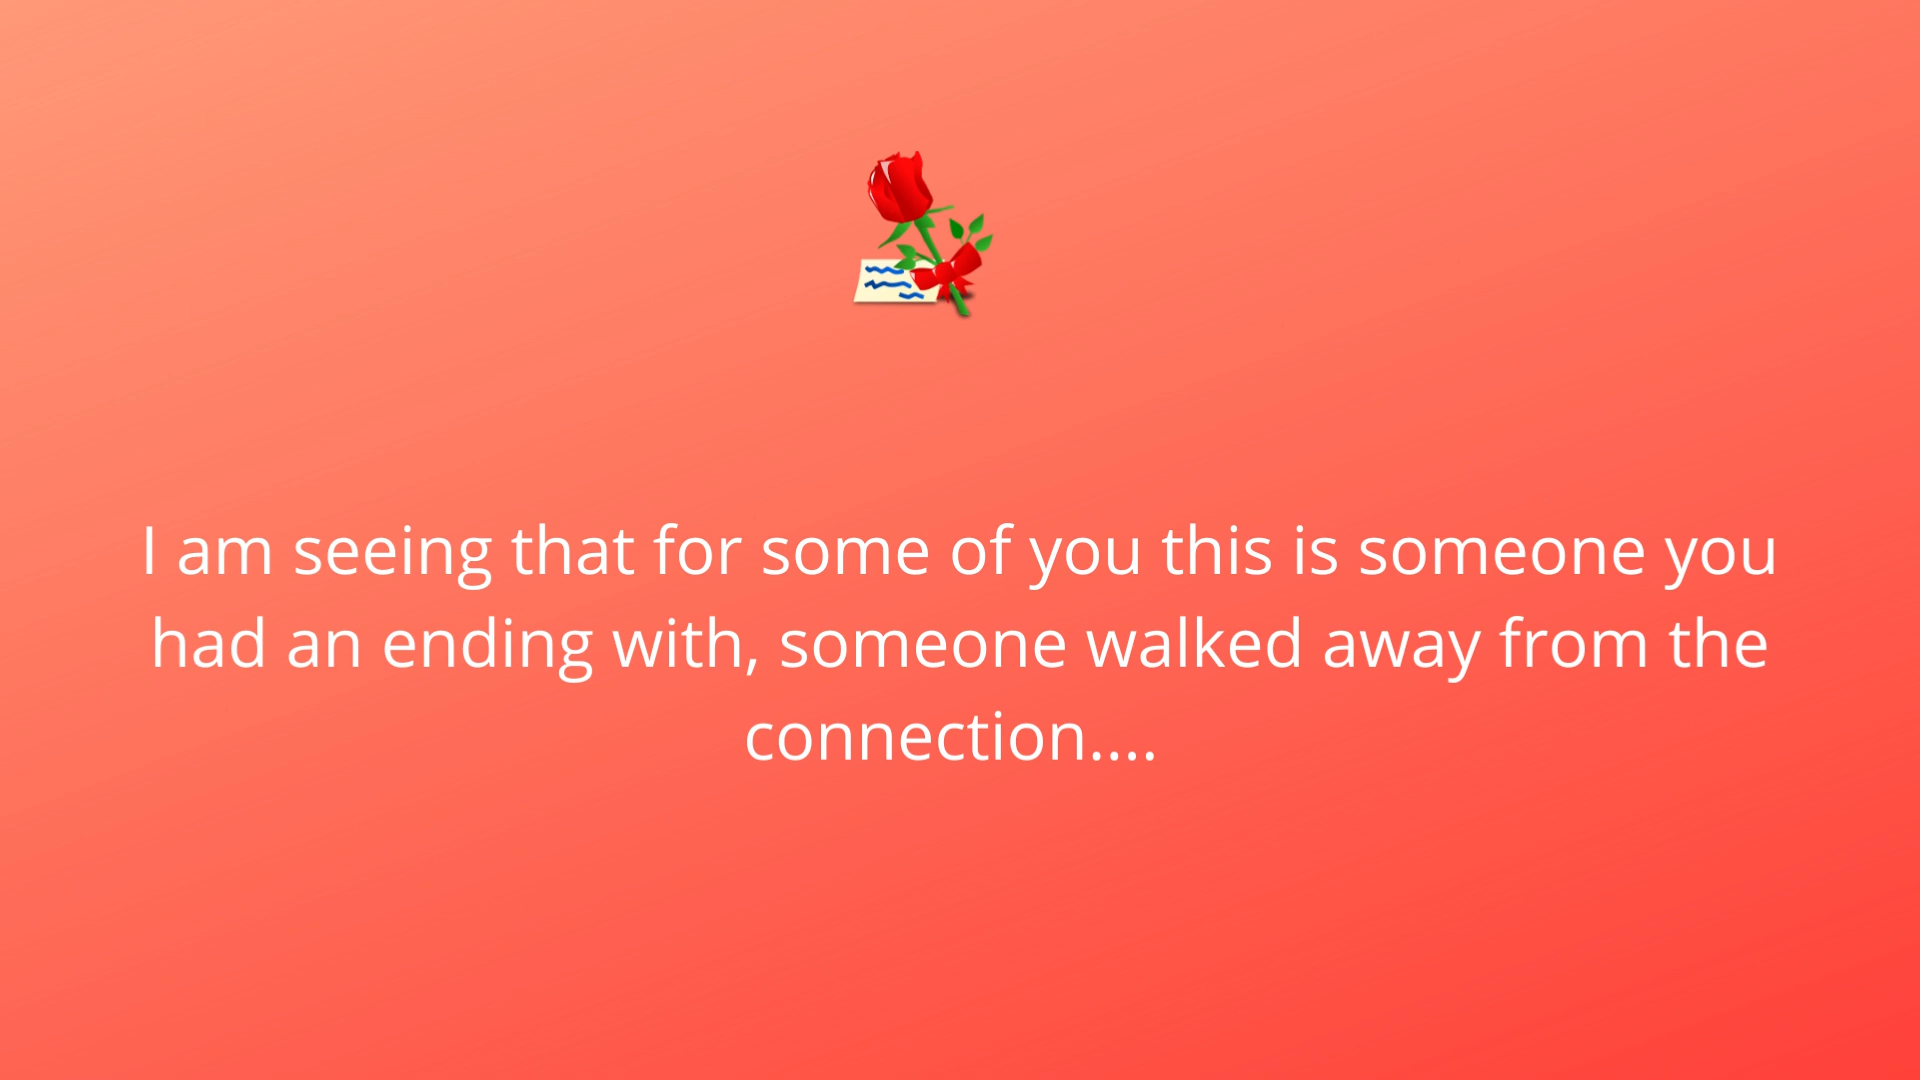 I am seeing that for some of you this is someone you
had an ending with, someone walked away from the
connection....